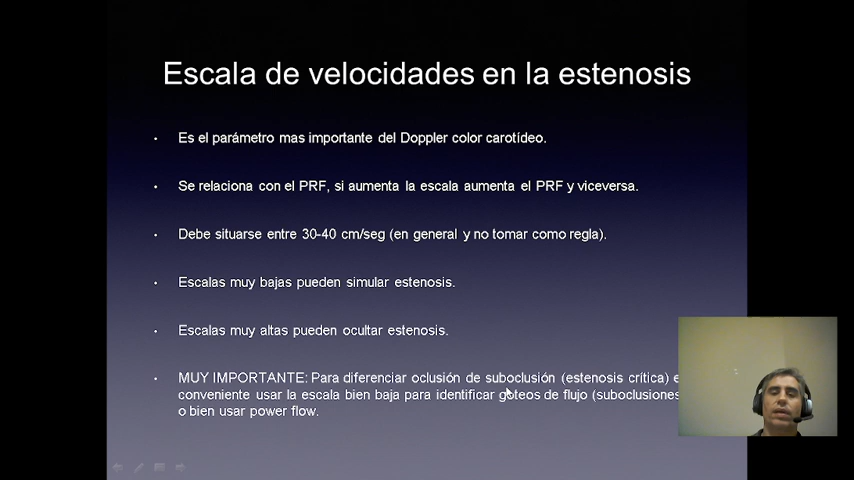 Escala de velocidades en la estenosis
Es el parámetro mas importante del Doppler color carotídeo.
Se relaciona con el PRF, si aumenta la escala aumenta el PRF y viceversa.
Debe situarse entre 30-40 cm/seg (en general y no tomar como regla).
Escalas muy bajas pueden simular estenosis.
Escalas muy altas pueden ocultar estenosis.
MUY IMPORTANTE: Para diferenciar oclusión de suboclusión (estenosis crítica)
conveniente usar la escala bien baja para identificar goteos de flujo (suboclusiones
o bien usar power flow.